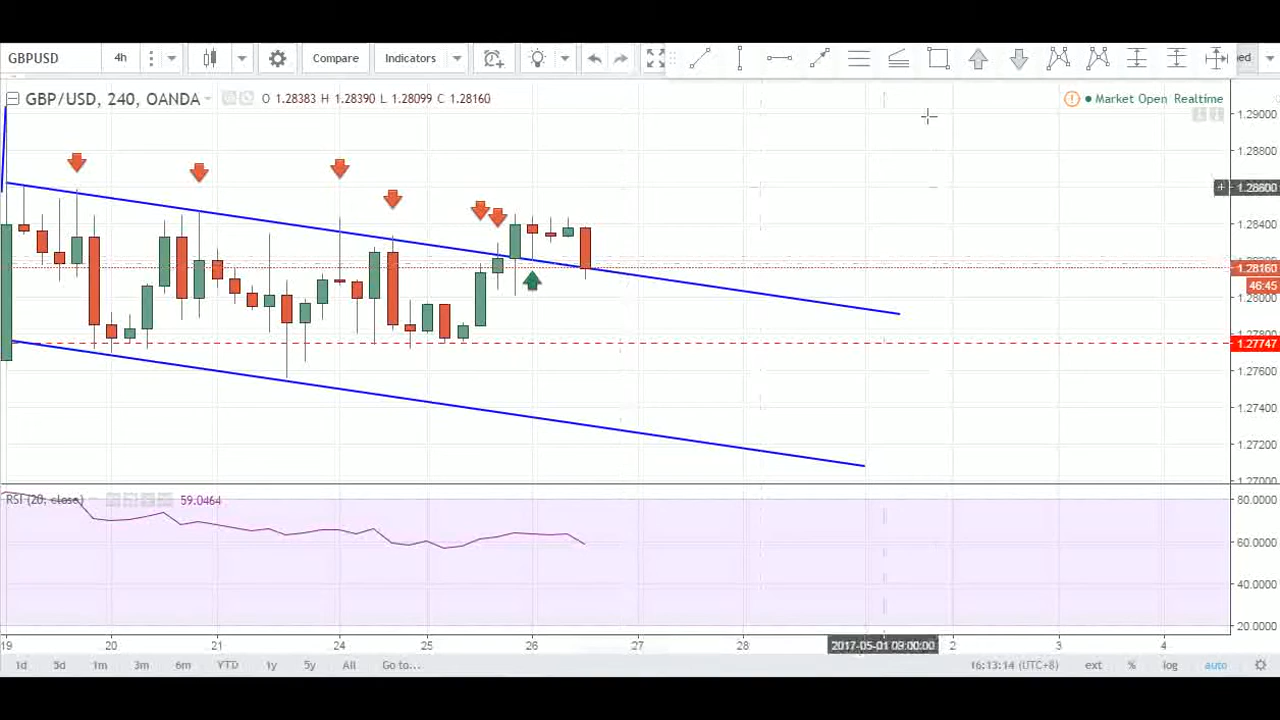 GBPUSD 4h Compare Indicators
GBP/USD, 240, OANDA O 1.28383 H 1.28390 L 1.28099 C 1.28160
Market Open Realtime
1.29000
1.28800
1.28600
1.28400
1.28160
46:45
1.28000
1.27747
1.27600
1.27400
1.27200
1.27000
RSI (20, close) 59.0464
80.0000
60.0000
40.0000
20.0000
19 20 21 24 25 26 27 28 2017-05-01 09:00:00 2 3 4
1d 5d 1m 3m 6m YTD 1y 5y All Go to... 16:13:14 (UTC+8) ext % log auto